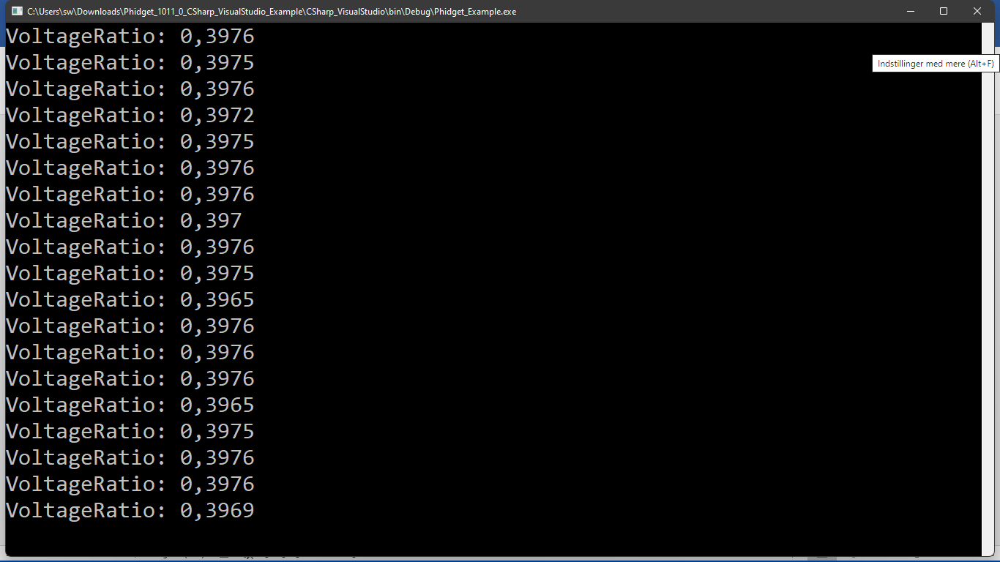 C:\Users\sw\Downloads\Phidget_1011_0_CSharp_VisualStudio_Example\CSharp_VisualStudio\bin\Debug\Phidget_Example.exe
VoltageRatio: 0,3976
VoltageRatio: 0,3975
Indstillinger med mere (Alt+F)
VoltageRatio: 0,3976
VoltageRatio: 0,3972
VoltageRatio: 0,3975
VoltageRatio: 0,3976
VoltageRatio: 0,3976
VoltageRatio: 0,397
VoltageRatio: 0,3976
VoltageRatio: 0,3975
VoltageRatio: 0,3965
VoltageRatio: 0,3976
VoltageRatio: 0,3976
VoltageRatio: 0,3976
VoltageRatio: 0,3965
VoltageRatio: 0,3975
VoltageRatio: 0,3976
VoltageRatio: 0,3976
VoltageRatio: 0,3969